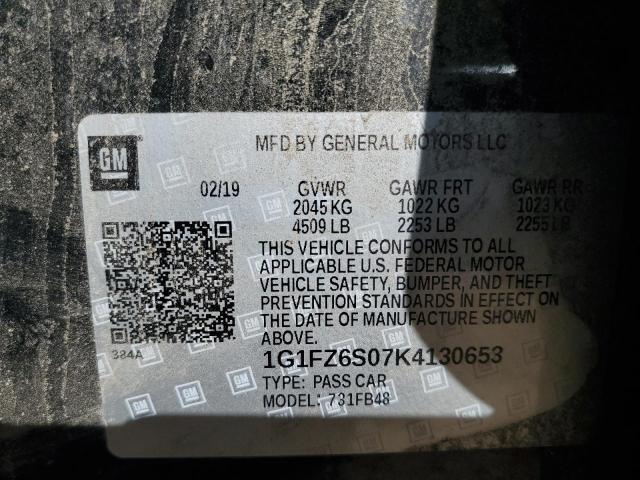 GM
MFD BY GENERAL MOTORS LLC
02/19 GVWR GAWR FRT GAWR RR
2045 KG 1022 KG 1023 KG
4509 LB 2253 LB 2255 LB
THIS VEHICLE CONFORMS TO ALL
APPLICABLE U.S. FEDERAL MOTOR
VEHICLE SAFETY, BUMPER, AND THEFT
PREVENTION STANDARDS IN EFFECT ON
THE DATE OF MANUFACTURE SHOWN
ABOVE.
384A
1G1FZ6S07K4130653
TYPE: PASS CAR
MODEL: 731FB48